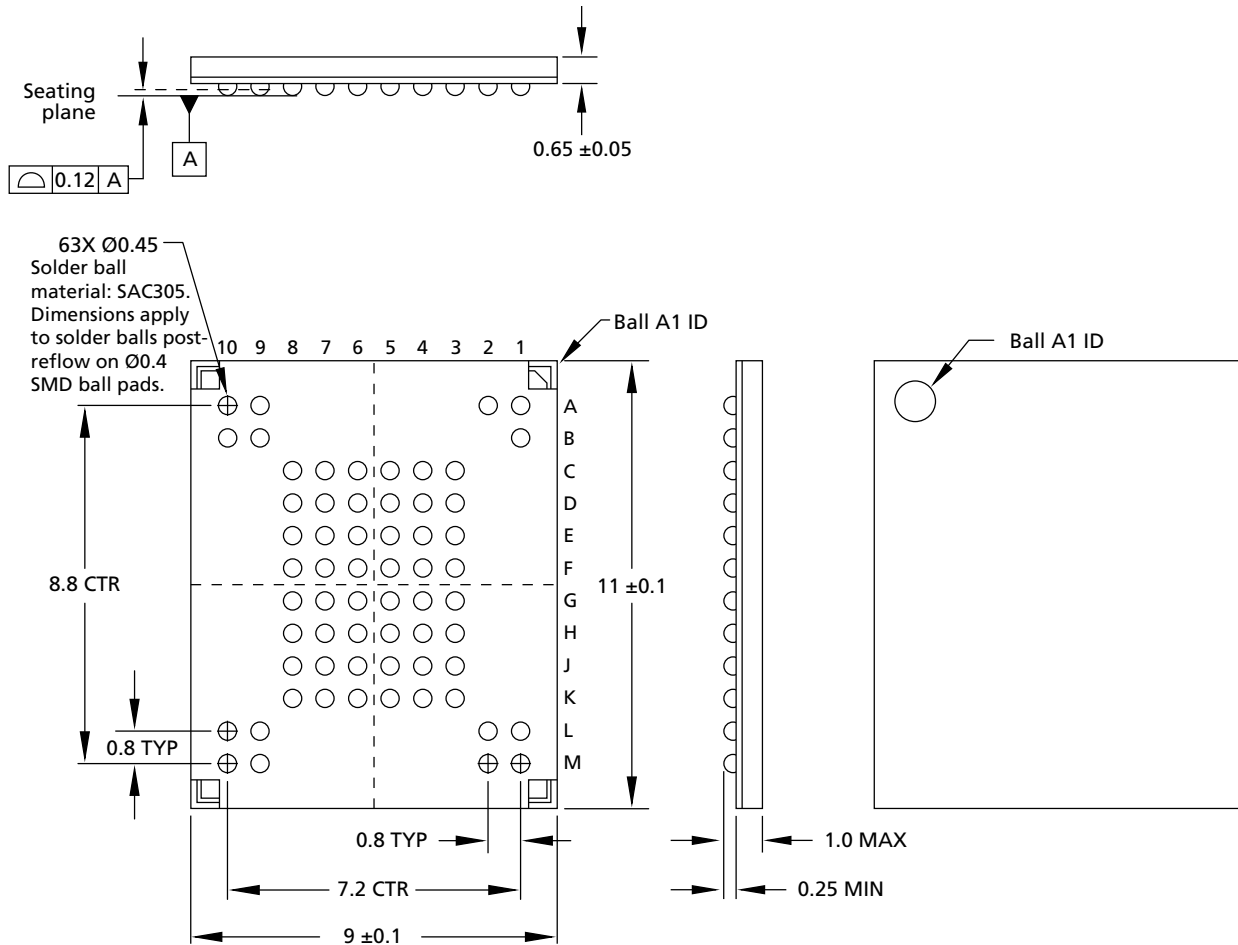 Seating
plane
A
0.12 A
0.65 ±0.05
63X Ø0.45
Solder ball
material: SAC305.
Dimensions apply
to solder balls post-
reflow on Ø0.4
SMD ball pads.
10 9 8 7 6 5 4 3 2 1
Ball A1 ID
Ball A1 ID
A
B
C
D
E
F
G
H
J
K
L
M
8.8 CTR
11 ±0.1
0.8 TYP
0.8 TYP
1.0 MAX
7.2 CTR
0.25 MIN
9 ±0.1